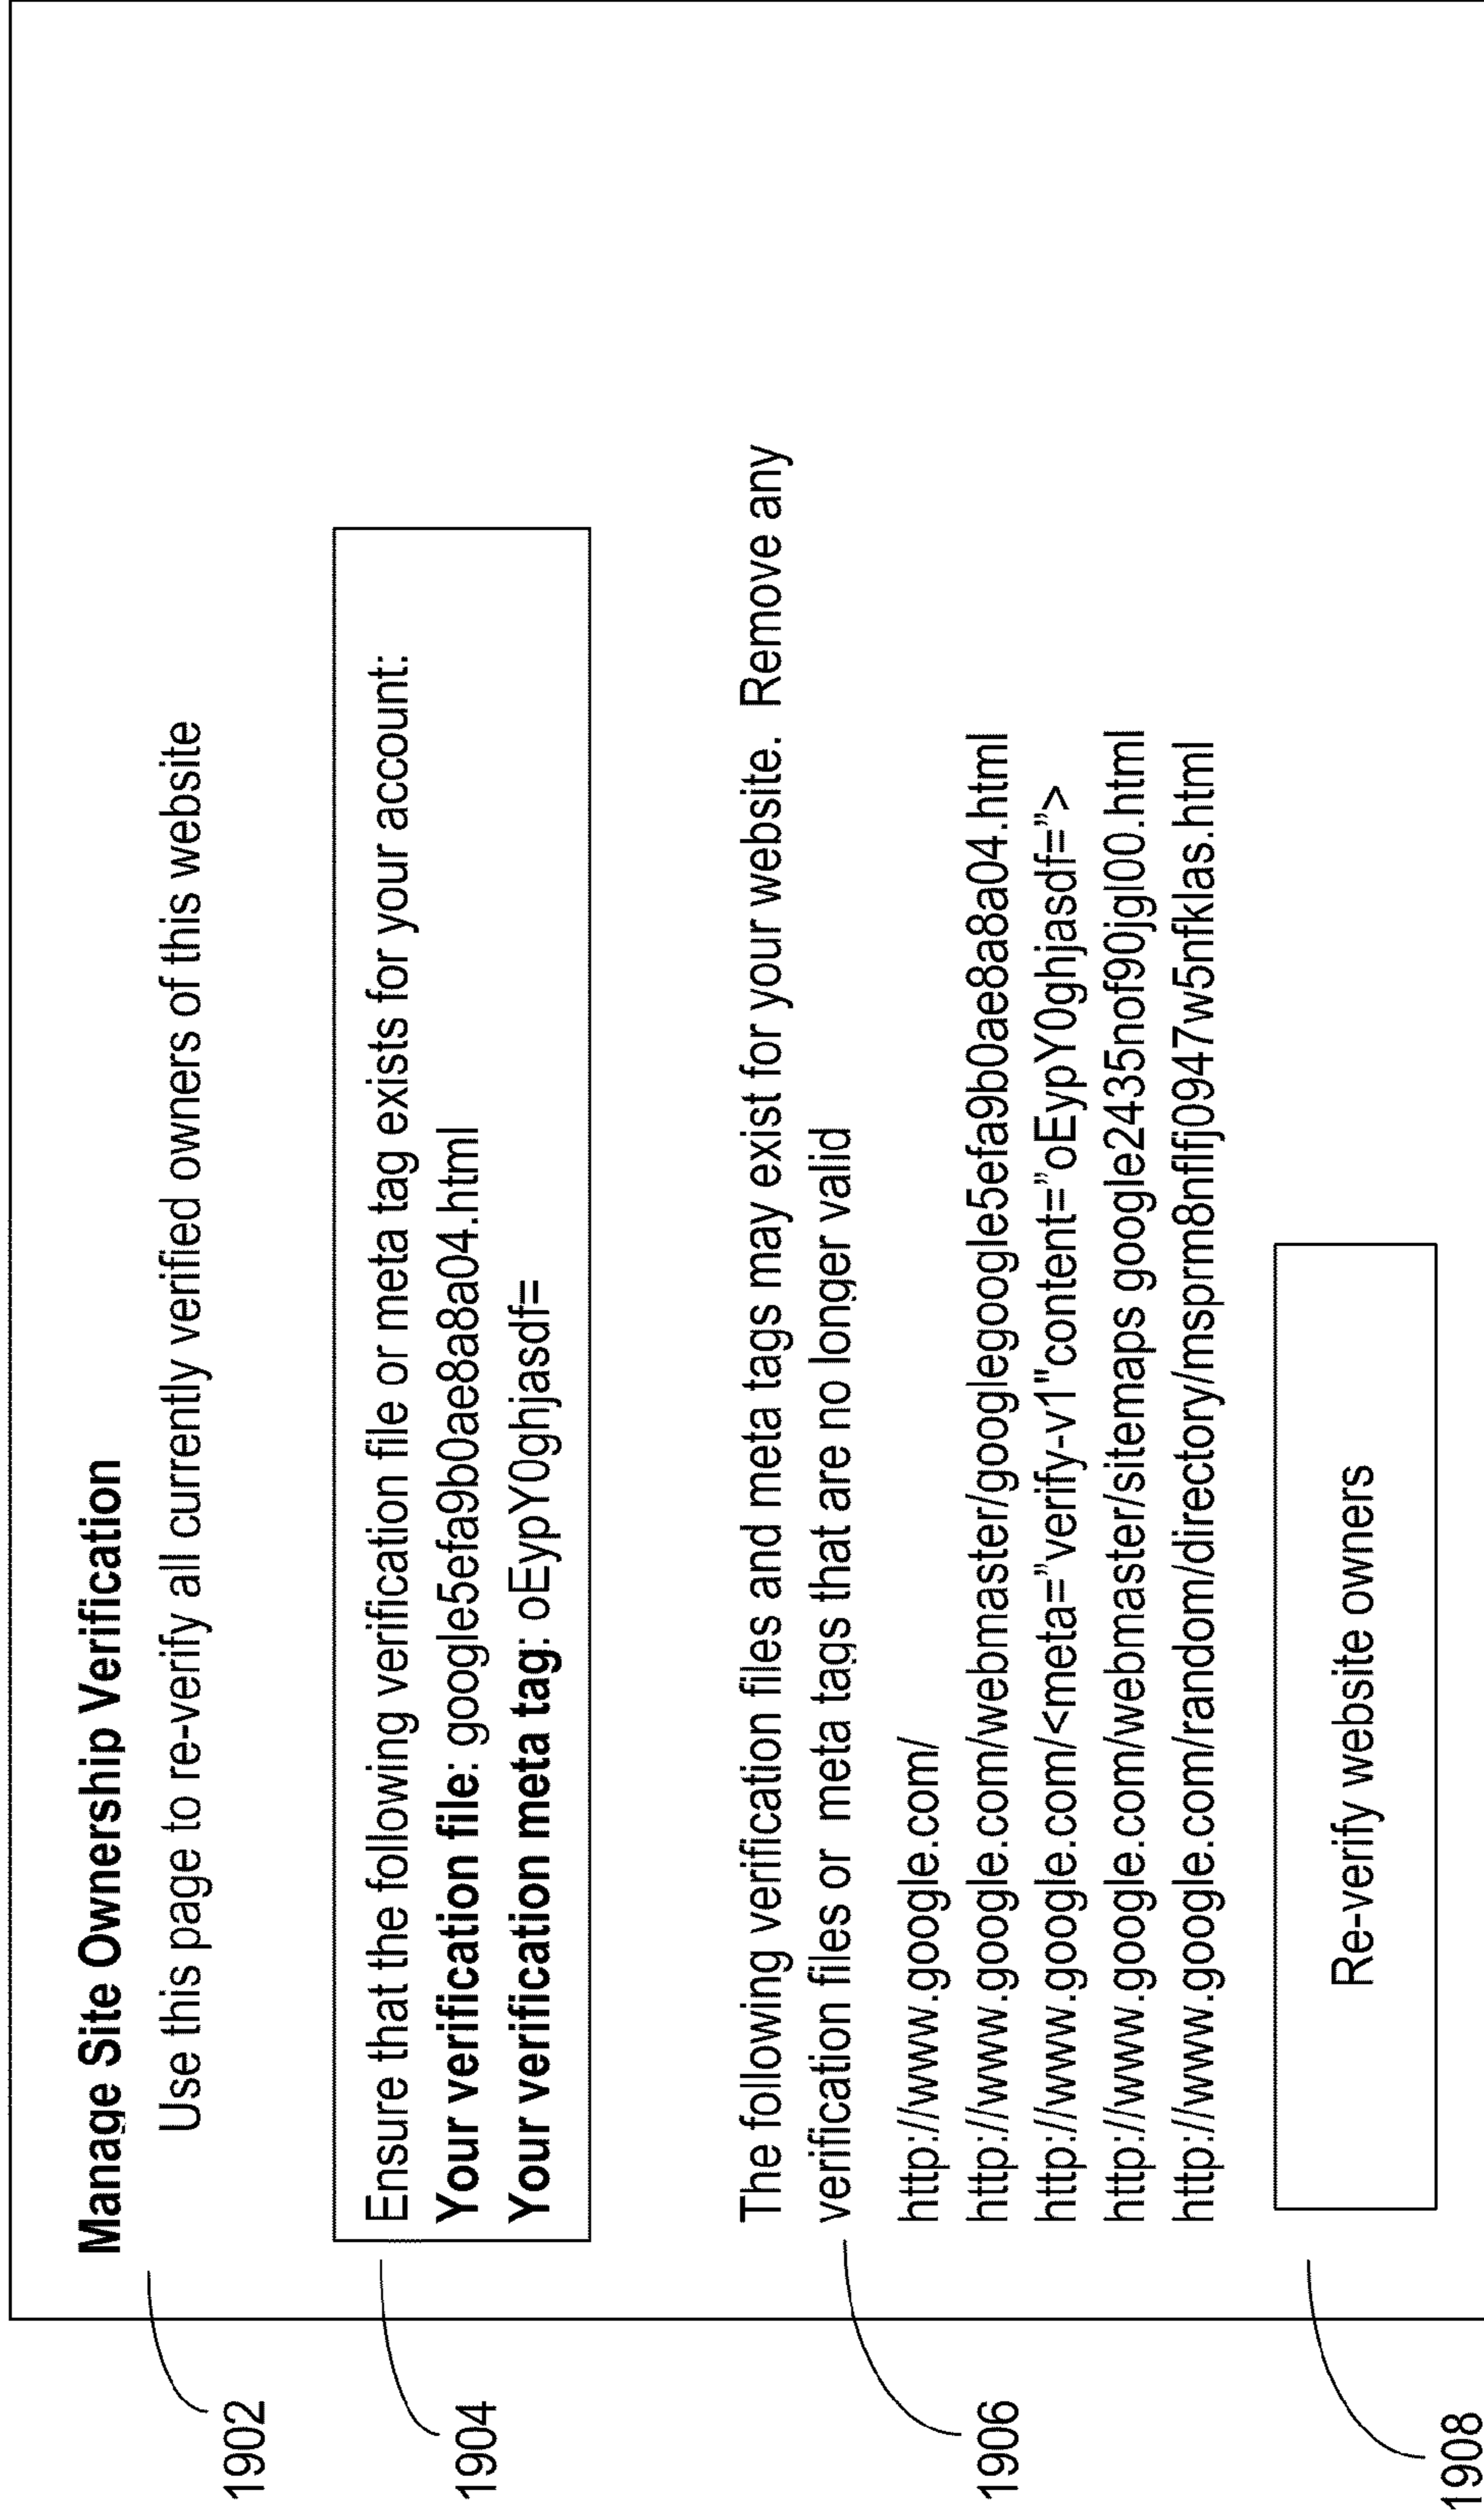 Manage Site Ownership Verification
Use this page to re-verify all currently verified owners of this website
1902
Ensure that the following verification file or meta tag exists for your account:
Your verification file: google5efa9b0ae8a8a04.html
Your verification meta tag: oEypY0ghjasdf=
1904
The following verification files and meta tags may exist for your website. Remove any
verification files or meta tags that are no longer valid
1906
http://www.google.com/
http://www.google.com/webmaster/googlegoogle5efa9b0ae8a8a04.html
http://www.google.com/<meta=”verify-v1"content=”oEypY0ghjasdf=”>
http://www.google.com/webmaster/sitemaps google2435nof90jgl00.html
http://www.google.com/random/directory/msprm8nflfj0947w5nfklas.html
Re-verify website owners
1908